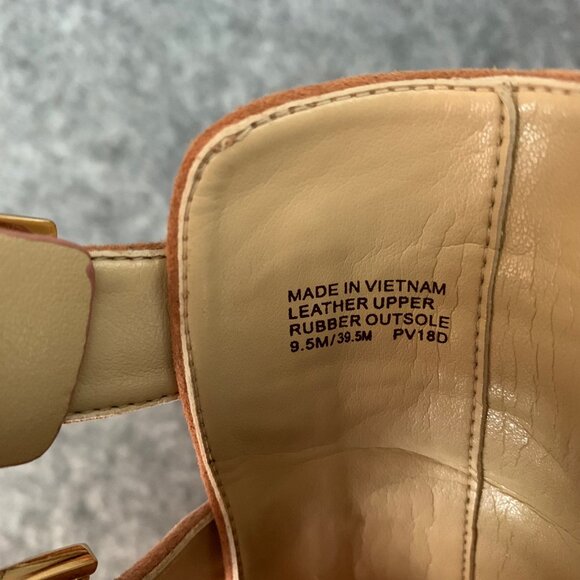 MADE IN VIETNAM
LEATHER UPPER
RUBBER OUTSOLE
9.5M/39.5M PV18D